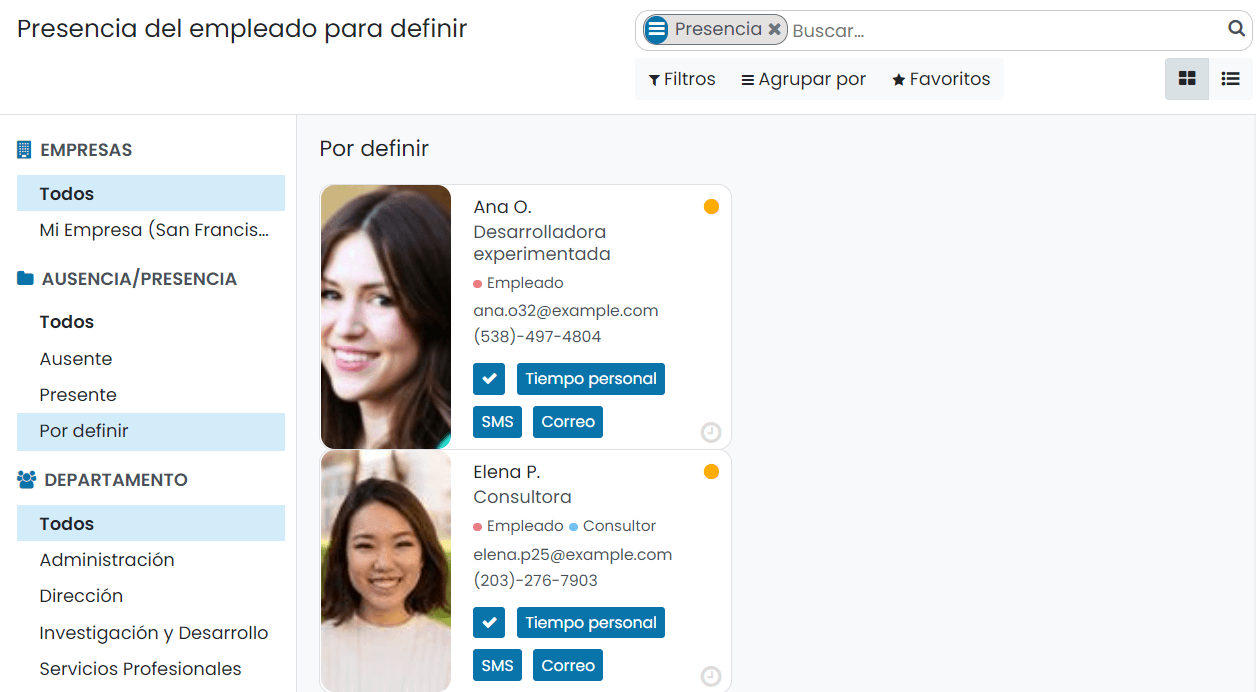 Presencia del empleado para definir
Presencia
Buscar...
Filtros
Agrupar por
Favoritos
EMPRESAS
Todos
Mi Empresa (San Francis...
AUSENCIA/PRESENCIA
Todos
Ausente
Presente
Por definir
DEPARTAMENTO
Todos
Administración
Dirección
Investigación y Desarrollo
Servicios Profesionales
Por definir
Ana O.
Desarrolladora
experimentada
Empleado
ana.o32@example.com
(538)-497-4804
Tiempo personal
SMS Correo
Elena P.
Consultora
Empleado Consultor
elena.p25@example.com
(203)-276-7903
Tiempo personal
SMS Correo